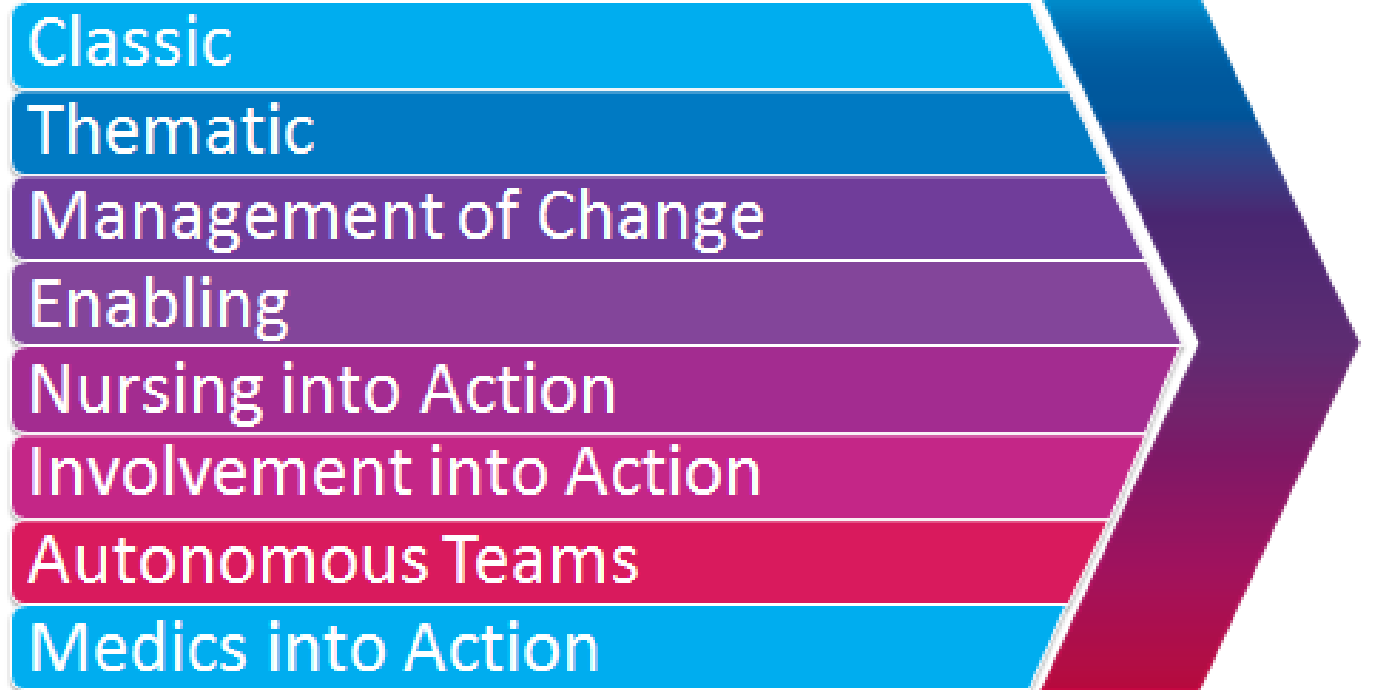 Classic
Thematic
Management of Change
Enabling
Nursing into Action
Involvement into Action
Autonomous Teams
Medics into Action